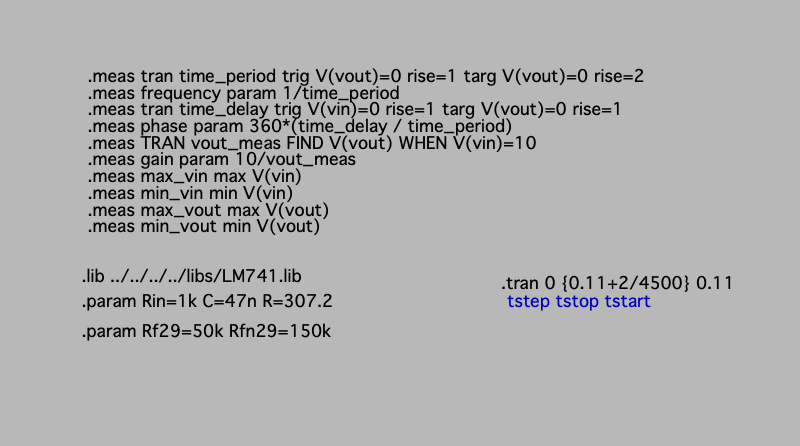 .meas tran time_period trig V(vout)=0 rise=1 targ V(vout)=0 rise=2
.meas frequency param 1/time_period
.meas tran time_delay trig V(vin)=0 rise=1 targ V(vout)=0 rise=1
.meas phase param 360*(time_delay / time_period)
.meas TRAN vout_meas FIND V(vout) WHEN V(vin)=10
.meas gain param 10/vout_meas
.meas max_vin max V(vin)
.meas min_vin min V(vin)
.meas max_vout max V(vout)
.meas min_vout min V(vout)
.lib ../../../../libs/LM741.lib
.param Rin=1k C=47n R=307.2
.param Rf29=50k Rfn29=150k
.tran 0 {0.11+2/4500} 0.11
tstep tstop tstart